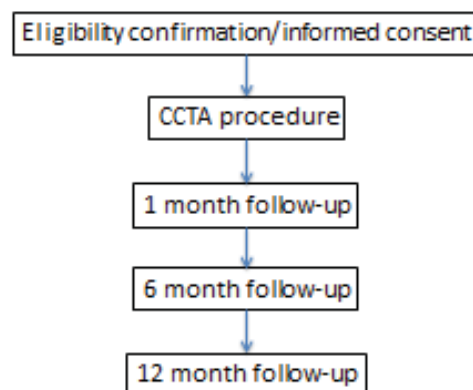 Eligibility confirmation/informed consent
CCTA procedure
1 month follow-up
6 month follow-up
12 month follow-up